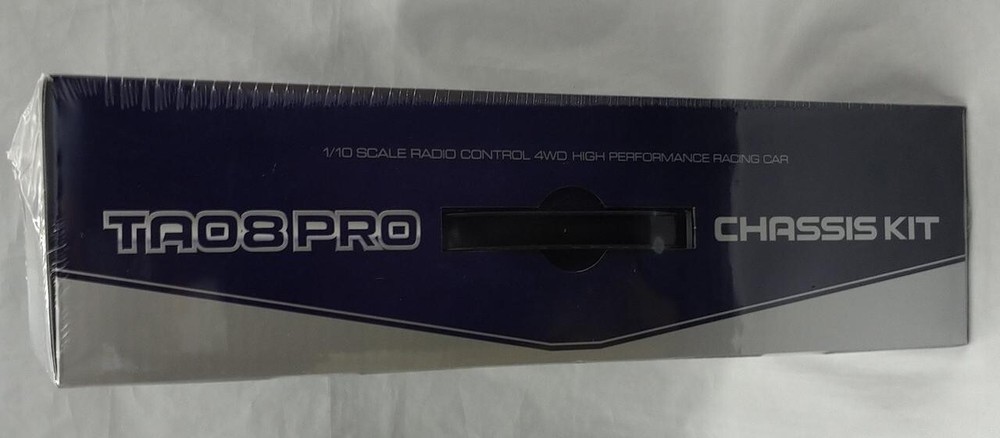 1/10 SCALE RADIO CONTROL 4WD HIGH PERFORMANCE RACING CAR
TA08 PRO CHASSIS KIT